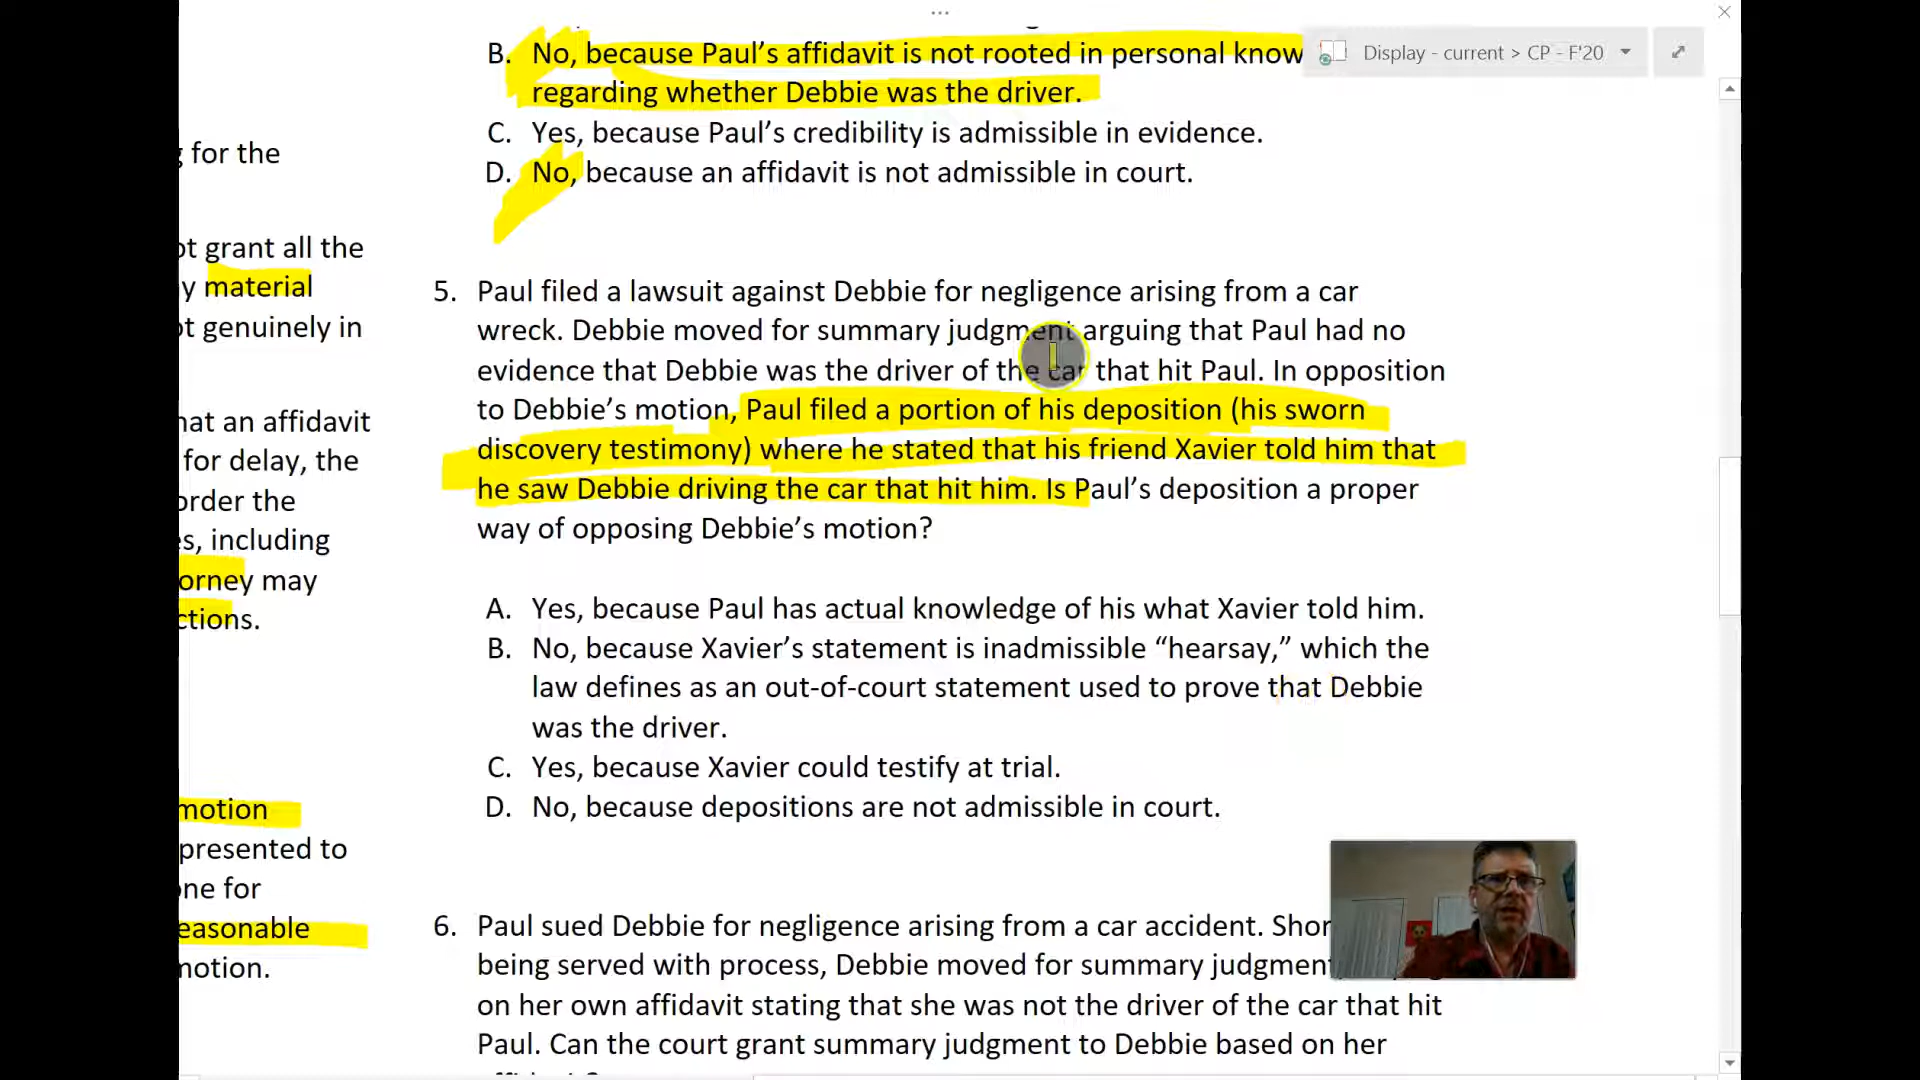 B. No, because Paul’s affidavit is not rooted in personal know
regarding whether Debbie was the driver.
C. Yes, because Paul’s credibility is admissible in evidence.
D. No, because an affidavit is not admissible in court.
Display - current > CP - F'20
for the
ot grant all the
y material
ot genuinely in
hat an affidavit
for delay, the
order the
es, including
orney may
ctions.
motion
presented to
one for
easonable
motion.
5. Paul filed a lawsuit against Debbie for negligence arising from a car
wreck. Debbie moved for summary judgment arguing that Paul had no
evidence that Debbie was the driver of the car that hit Paul. In opposition
to Debbie’s motion, Paul filed a portion of his deposition (his sworn
discovery testimony) where he stated that his friend Xavier told him that
he saw Debbie driving the car that hit him. Is Paul’s deposition a proper
way of opposing Debbie’s motion?
A. Yes, because Paul has actual knowledge of his what Xavier told him.
B. No, because Xavier’s statement is inadmissible “hearsay,” which the
law defines as an out-of-court statement used to prove that Debbie
was the driver.
C. Yes, because Xavier could testify at trial.
D. No, because depositions are not admissible in court.
6. Paul sued Debbie for negligence arising from a car accident. Shor
being served with process, Debbie moved for summary judgment,
on her own affidavit stating that she was not the driver of the car that hit
Paul. Can the court grant summary judgment to Debbie based on her